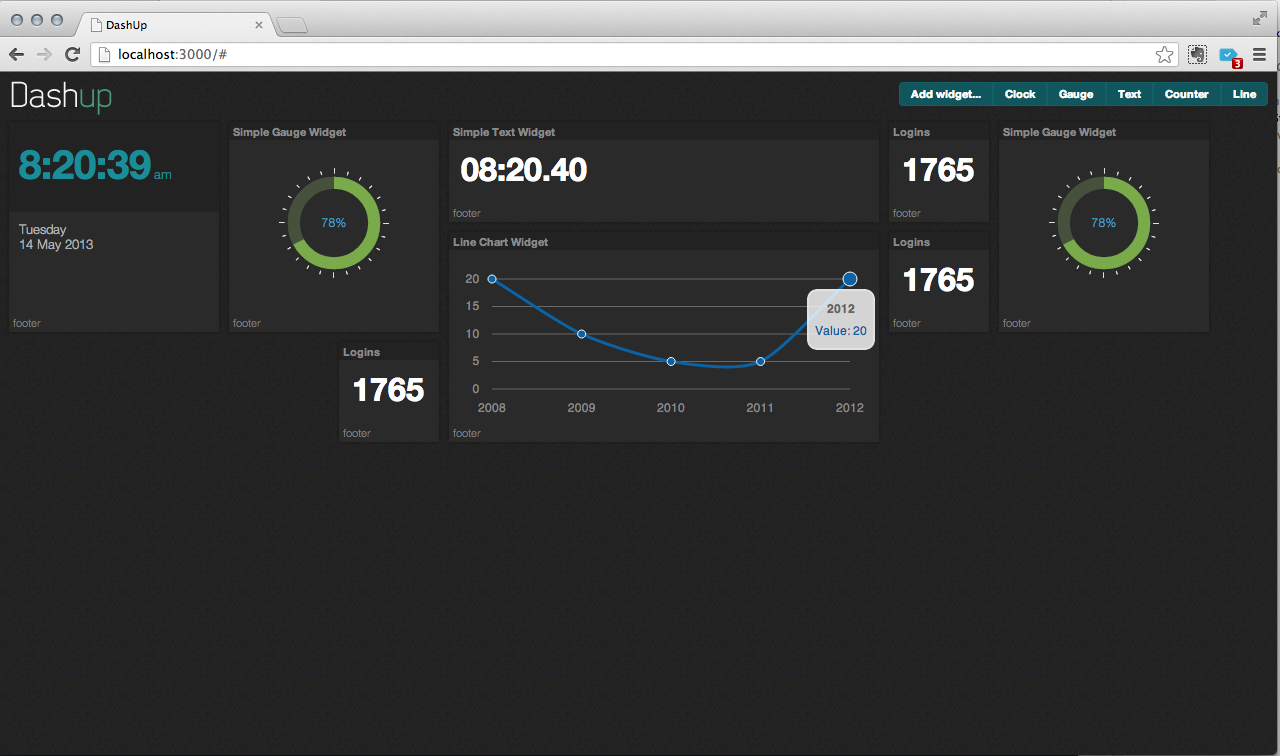 DashUp
localhost:3000/#
3
Dashup
Add widget... Clock Gauge Text Counter Line
8:20:39 am
Tuesday
14 May 2013
footer
Simple Gauge Widget
78%
footer
Simple Text Widget
08:20.40
footer
Logins
1765
footer
Simple Gauge Widget
78%
footer
Line Chart Widget
20
15
10
5
0
2008 2009 2010 2011 2012
2012
Value: 20
footer
Logins
1765
footer
Logins
1765
footer